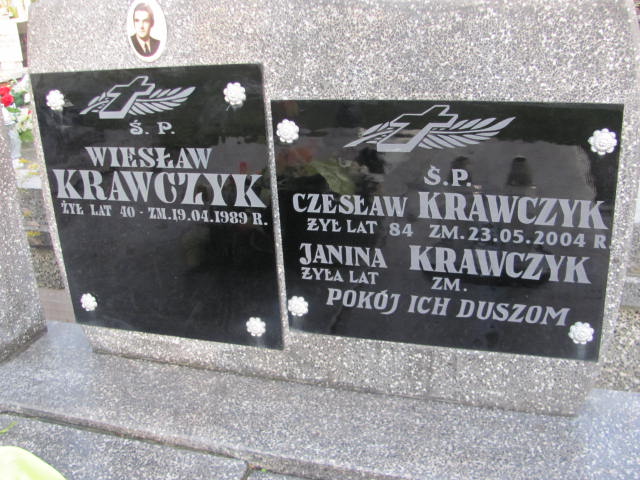 Ś. P.
WIESŁAW
KRAWCZYK
ŻYŁ LAT 40 - ZM. 19.04.1989 R.
Ś.P.
CZESŁAW KRAWCZYK
ŻYŁ LAT 84 ZM. 23.05.2004 R
JANINA KRAWCZYK
ŻYŁA LAT ZM.
POKÓJ ICH DUSZOM